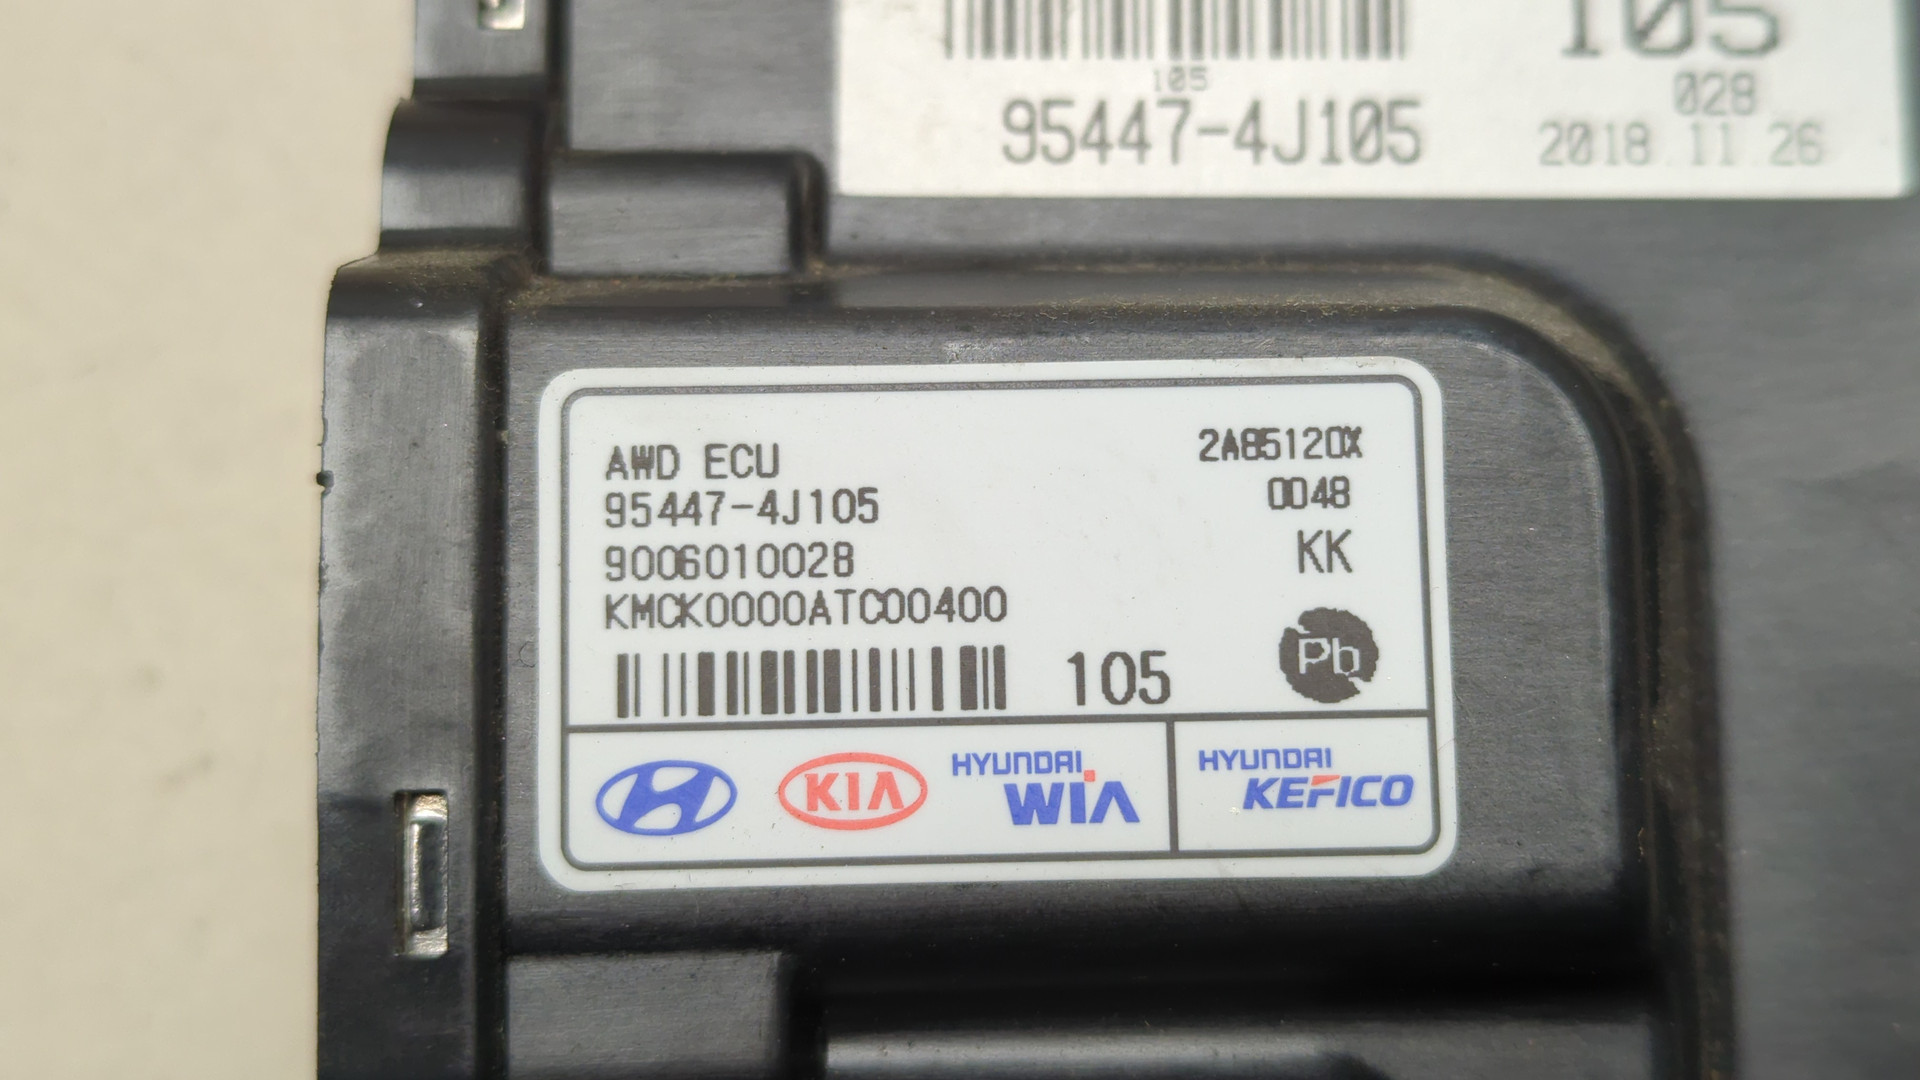 105
105
028
95447-4J105
2018.11.26
AWD ECU
2A85120X
95447-4J105
0048
9006010028
KK
KMCK0000ATC00400
105
Pb
KIA
HYUNDAI
WIA
HYUNDAI
KEFICO